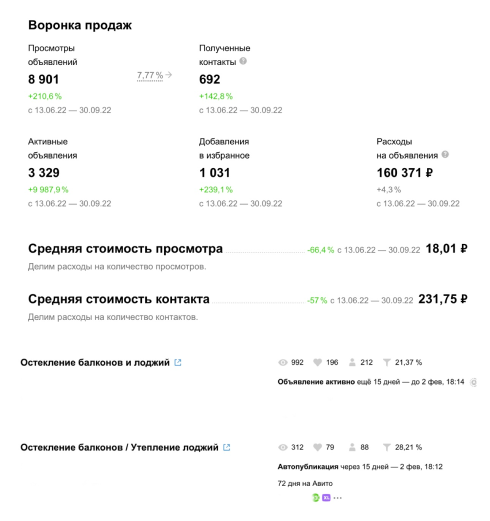 Воронка продаж
Просмотры
объявлений
8 901
+210,6 %
с 13.06.22 — 30.09.22
7,77 % →
Полученные
контакты
692
+142,8 %
Активные
объявления
3 329
+9 987,9 %
с 13.06.22 — 30.09.22
Добавления
в избранное
1 031
+239,1 %
с 13.06.22 — 30.09.22
Расходы
на объявления
160 371 ₽
+4,3 %
с 13.06.22 — 30.09.22
Средняя стоимость просмотра -66,4 % с 13.06.22 — 30.09.22 18,01 ₽
Делим расходы на количество просмотров.
Средняя стоимость контакта -57 % с 13.06.22 — 30.09.22 231,75 ₽
Делим расходы на количество контактов.
Остекление балконов и лоджий 992 196 212 21,37 %
Объявление активно ещё 15 дней — до 2 фев, 18:14
Остекление балконов / Утепление лоджий 312 79 88 28,21 %
Автопубликация через 15 дней — 2 фев, 18:12
72 дня на Авито
XL ...